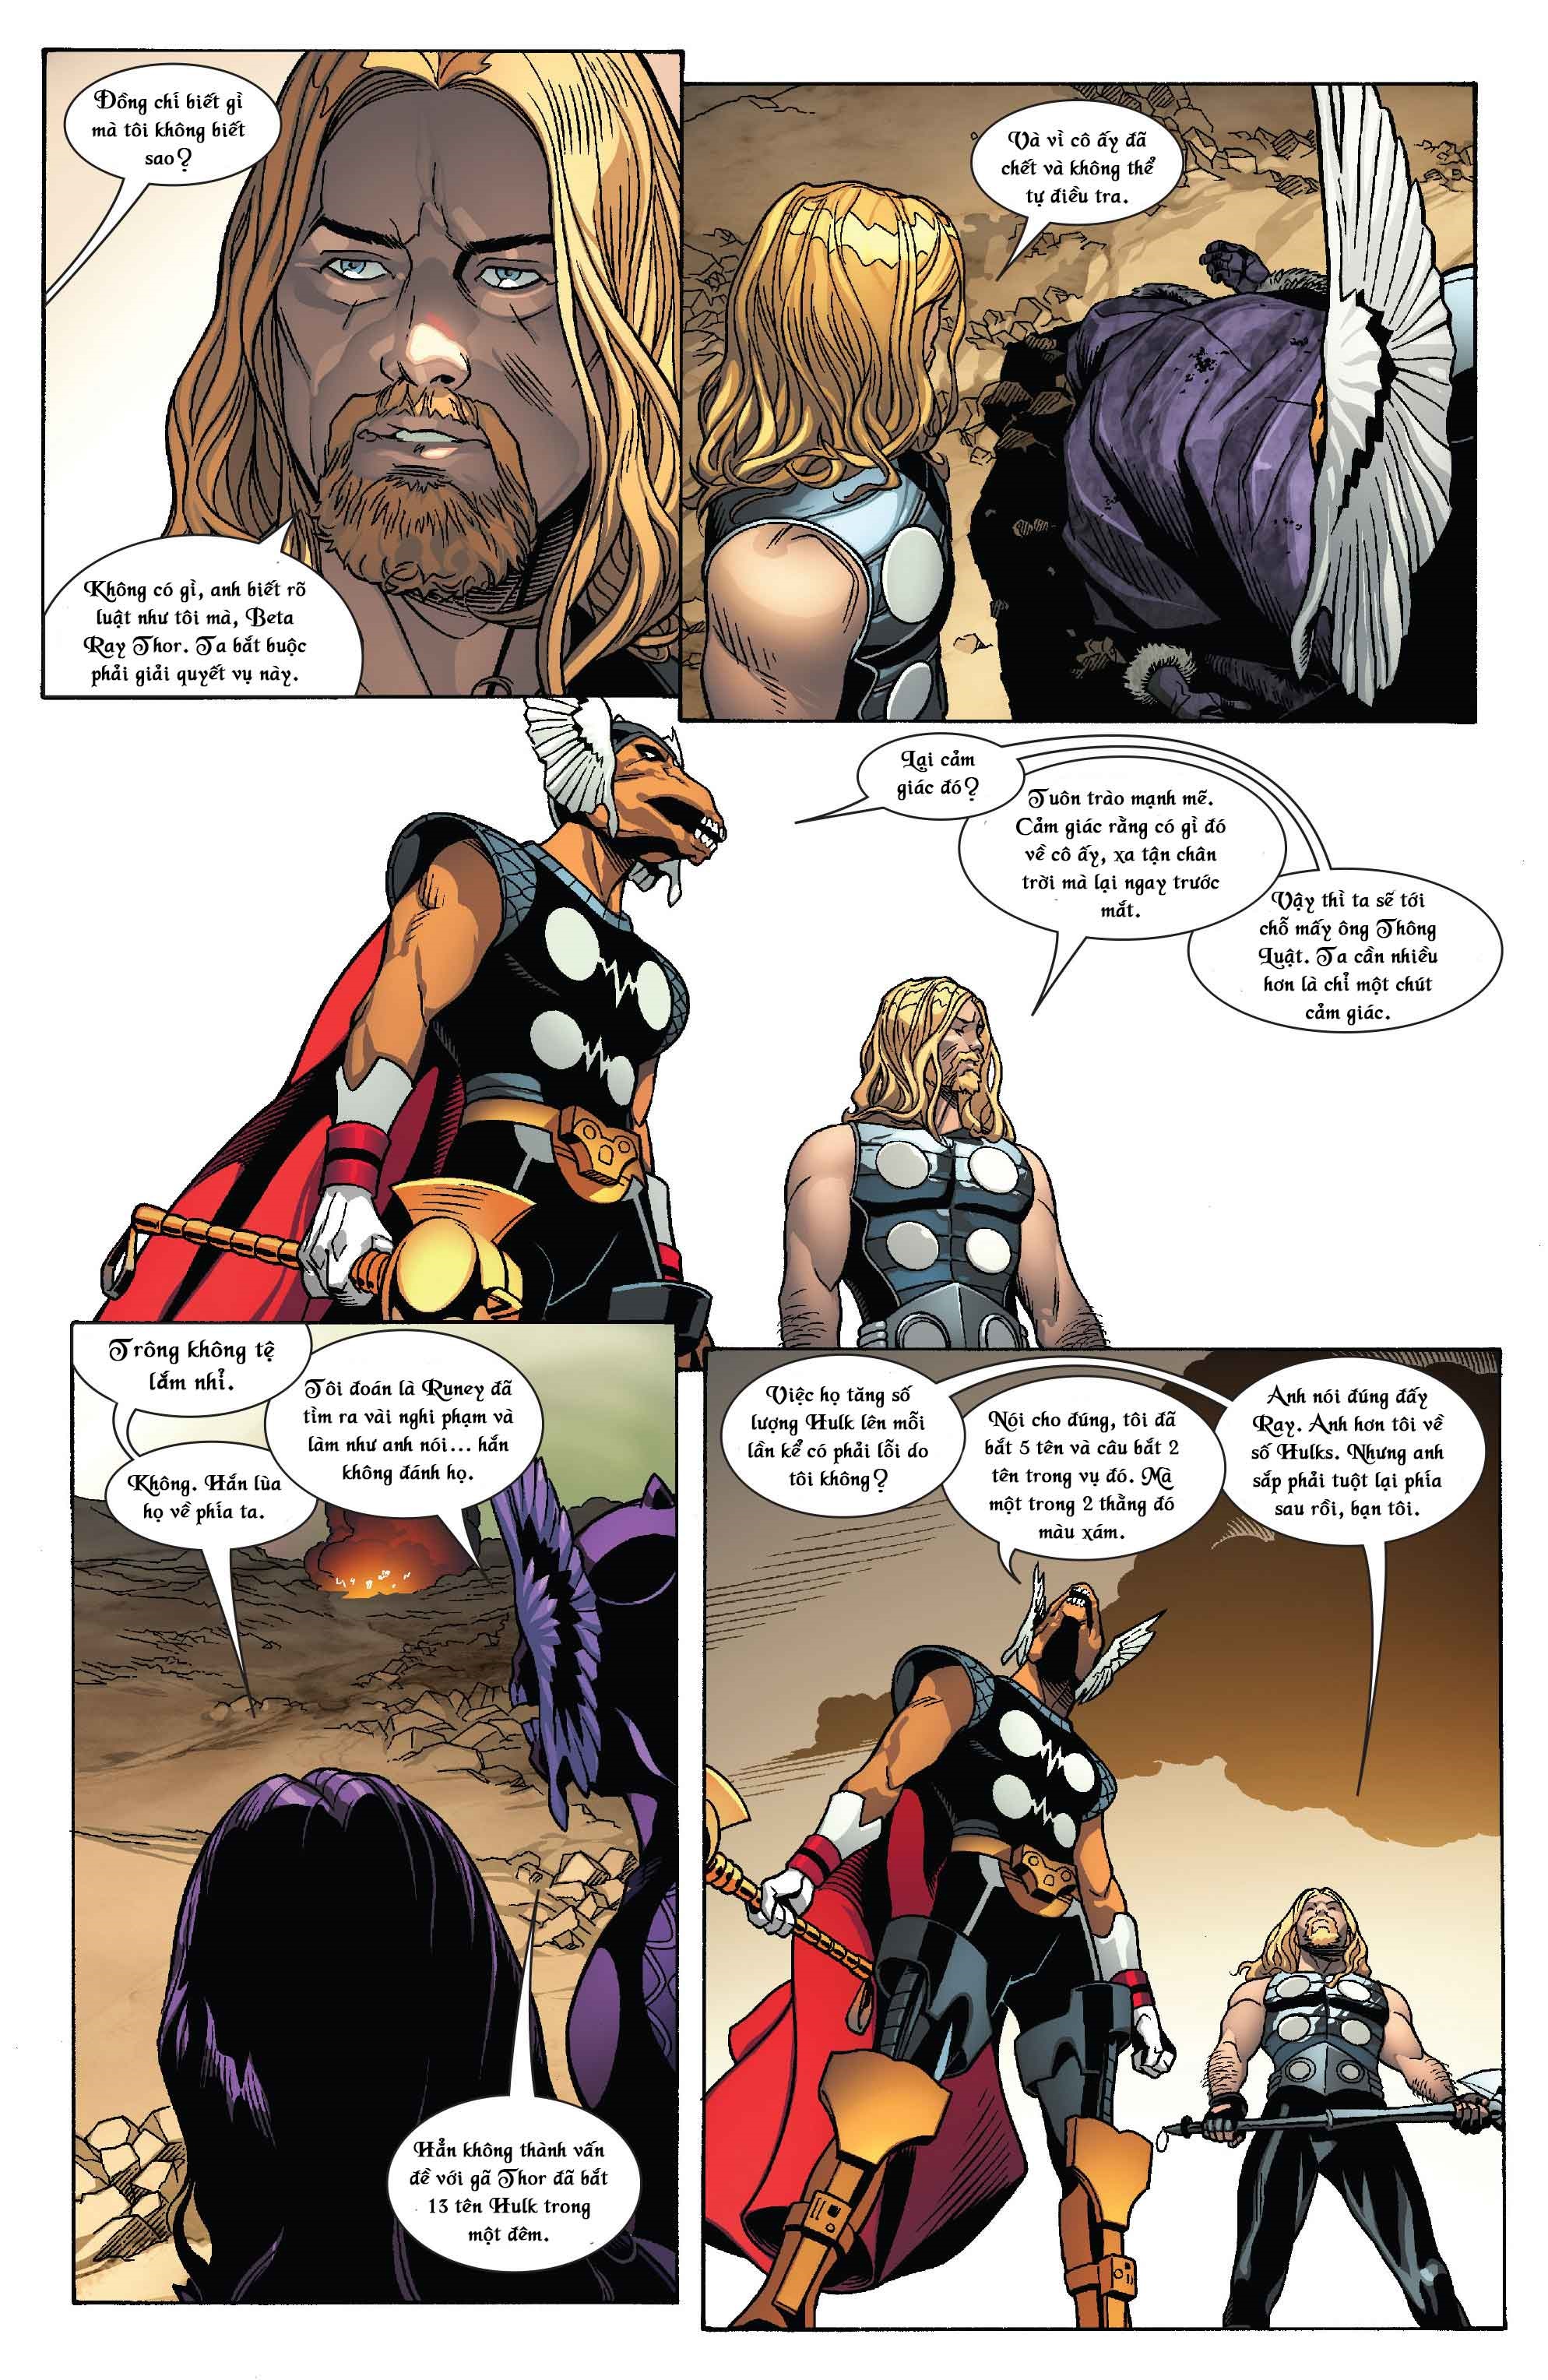 Đồng chí biết gì
mà tôi không biết
sao?
Không có gì, anh biết rõ
luật như tôi mà, Beta
Ray Thor. Ta bắt buộc
phải giải quyết vụ này.
Và vì cô ấy đã
chết và không thể
tự điều tra.
Lại cảm
giác đó?
Tuôn trào mạnh mẽ.
Cảm giác rằng có gì đó
về cô ấy, xa tận chân
trời mà lại ngay trước
mắt.
Vậy thì ta sẽ tới
chỗ mấy ông Thông
Luật. Ta cần nhiều
hơn là chỉ một chút
cảm giác.
Trông không tệ
lắm nhỉ.
Tôi đoán là Runey đã
tìm ra vài nghi phạm và
làm như anh nói... hắn
không đánh họ.
Không. Hắn lùa
họ về phía ta.
Hẳn không thành vấn
đề với gã Thor đã bắt
13 tên Hulk trong
một đêm.
Việc họ tăng số
lượng Hulk lên mỗi
lần kể có phải lỗi do
tôi không?
Nói cho đúng, tôi đã
bắt 5 tên và câu bắt 2
tên trong vụ đó. Mà
một trong 2 thằng đó
màu xám.
Anh nói đúng đấy
Ray. Anh hơn tôi về
số Hulks. Nhưng anh
sắp phải tuột lại phía
sau rồi, bạn tôi.